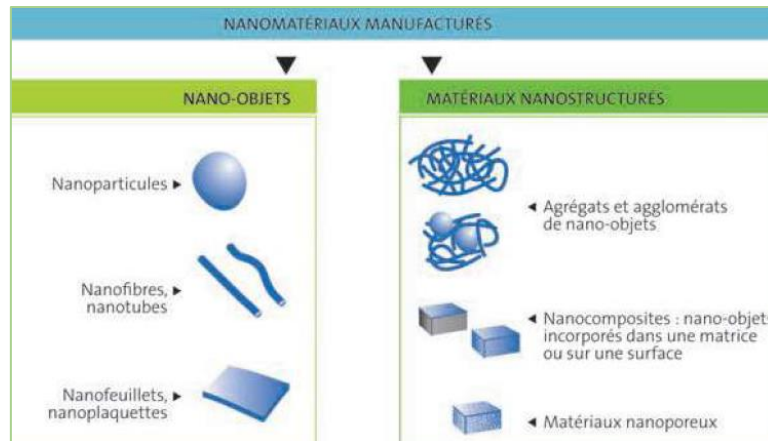 NANOMATÉRIAUX MANUFACTURÉS
NANO-OBJETS
Nanoparticules
Nanofibres,
nanotubes
Nanofeuillets,
nanoplaquettes
MATÉRIAUX NANOSTRUCTURÉS
Agrégats et agglomérats
de nano-objets
Nanocomposites : nano-objet
incorporés dans une matrice
ou sur une surface
Matériaux nanoporeux